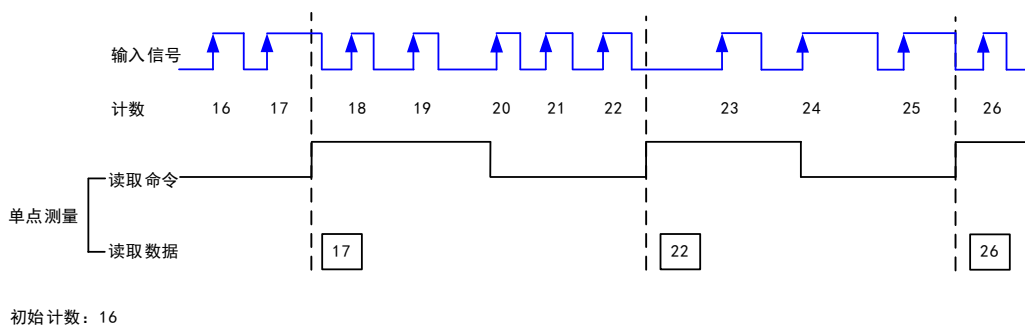 输入信号
计数 16 17 18 19 20 21 22 23 24 25 26
读取命令
单点测量
读取数据 17 22 26
初始计数：16